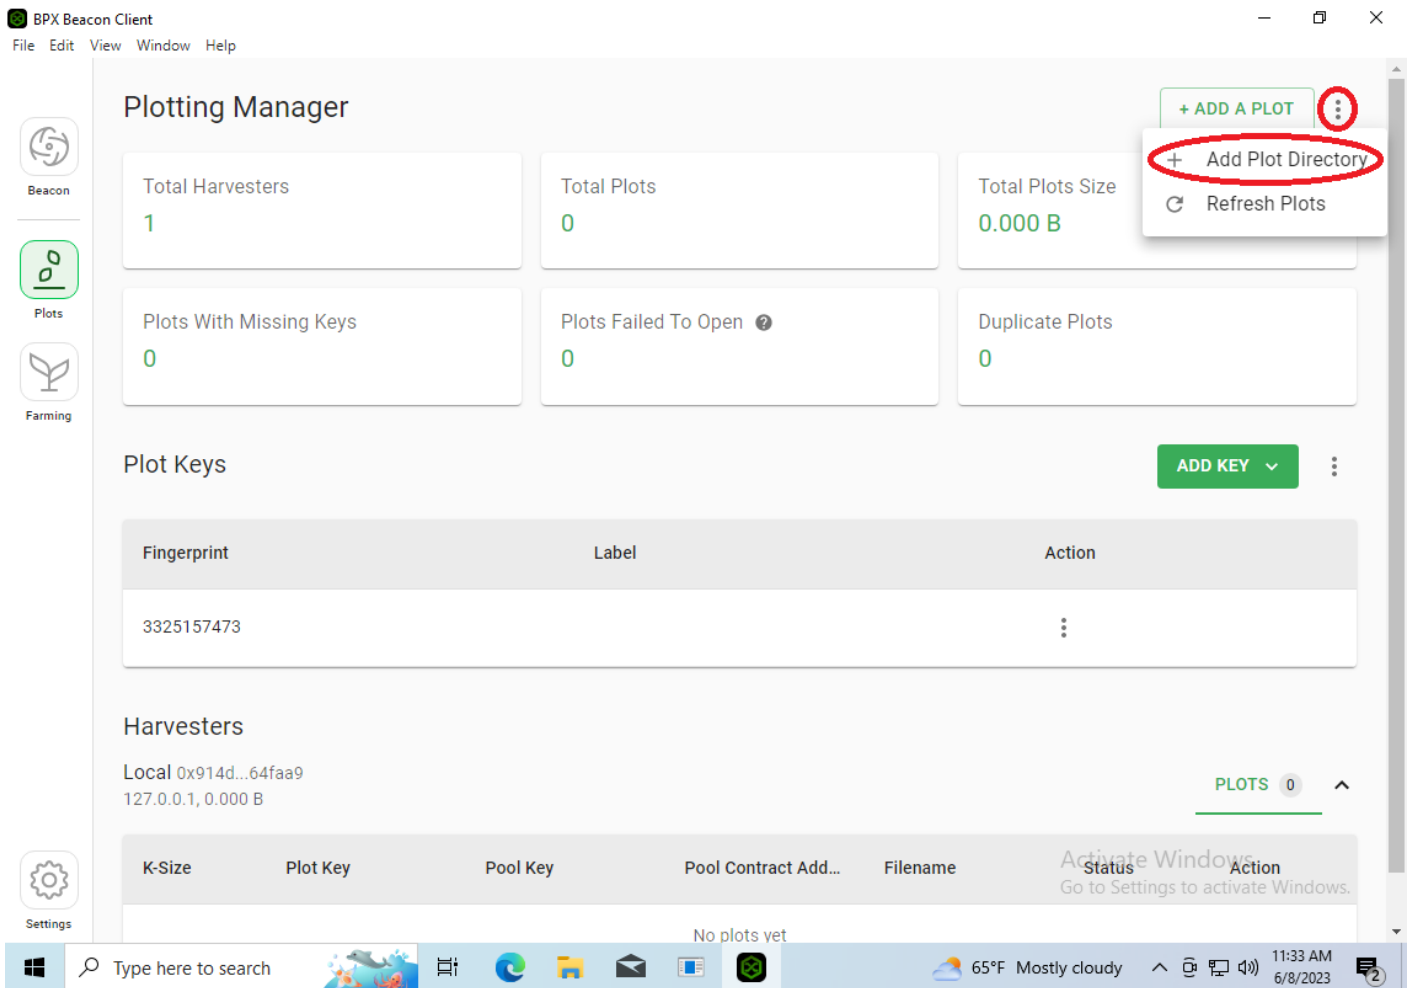 BPX Beacon Client
File Edit View Window Help
Plotting Manager
+ ADD A PLOT
Add Plot Directory
Refresh Plots
Beacon
Plots
Farming
Settings
Total Harvesters
1
Total Plots
0
Total Plots Size
0.000 B
Plots With Missing Keys
0
Plots Failed To Open ?
0
Duplicate Plots
0
Plot Keys
ADD KEY
Fingerprint Label Action
3325157473
Harvesters
Local 0x914d...64faa9
127.0.0.1, 0.000 B
PLOTS 0
K-Size Plot Key Pool Key Pool Contract Add... Filename Status Action
Activate Windows
Go to Settings to activate Windows.
No plots yet
Type here to search
65°F Mostly cloudy
11:33 AM
6/8/2023
2